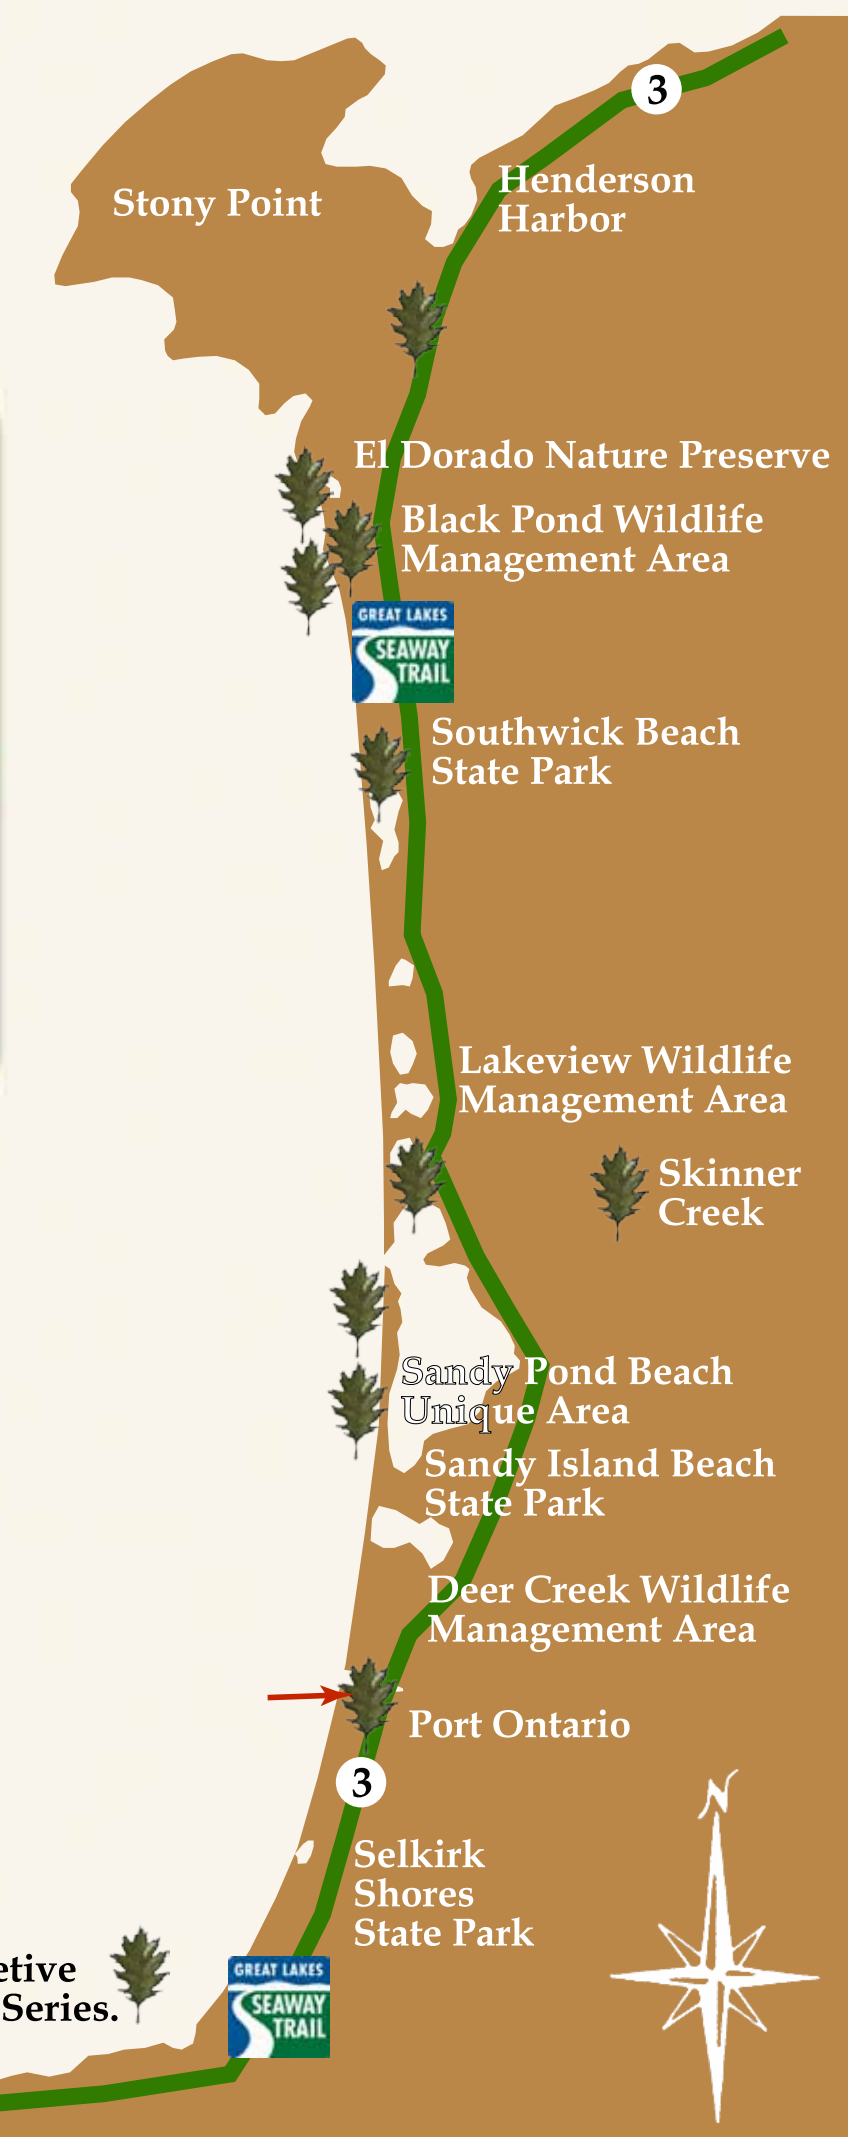 3
Henderson
Harbor
Stony Point
El Dorado Nature Preserve
Black Pond Wildlife
Management Area
GREAT LAKES
SEAWAY
TRAIL
Southwick Beach
State Park
Lakeview Wildlife
Management Area
Skinner
Creek
Sandy Pond Beach
Unique Area
Sandy Island Beach
State Park
Deer Creek Wildlife
Management Area
Port Ontario
3
N
Selkirk
Shores
State Park
etive
Series.
GREAT LAKES
SEAWAY
TRAIL